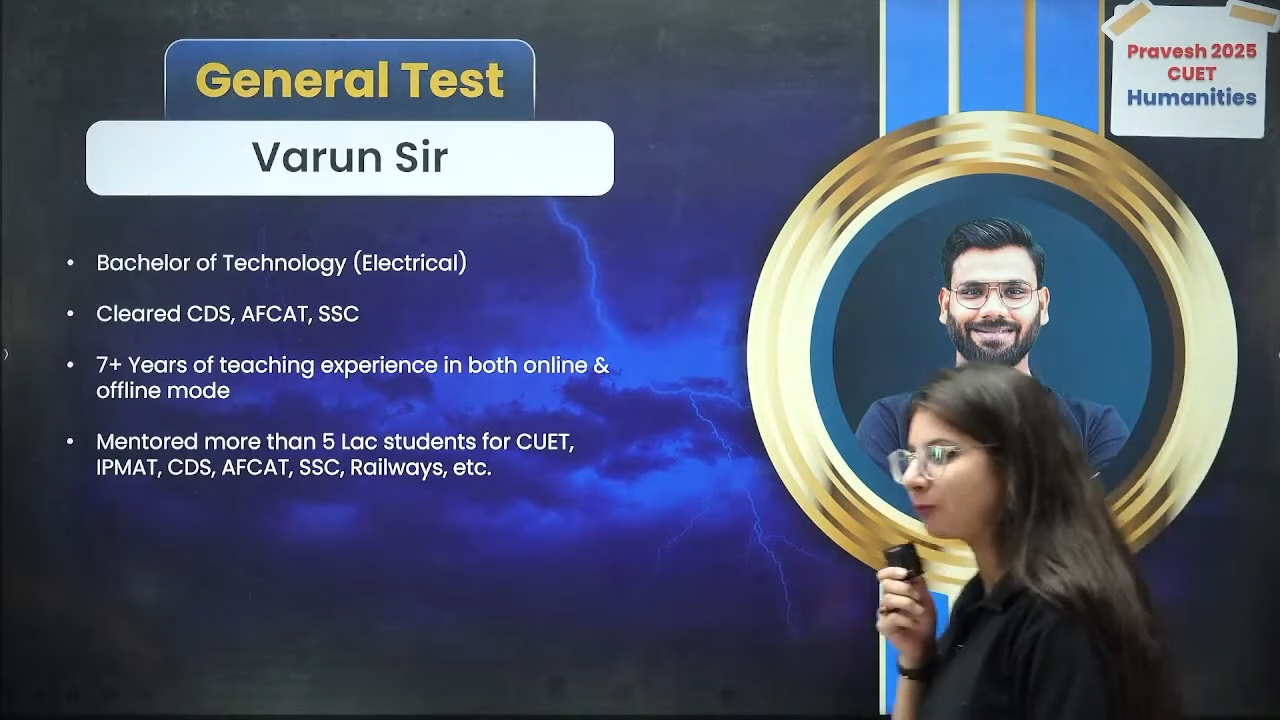 General Test
Varun Sir
Pravesh 2025
CUET
Humanities
• Bachelor of Technology (Electrical)
• Cleared CDS, AFCAT, SSC
• 7+ Years of teaching experience in both online &
offline mode
• Mentored more than 5 Lac students for CUET,
IPMAT, CDS, AFCAT, SSC, Railways, etc.